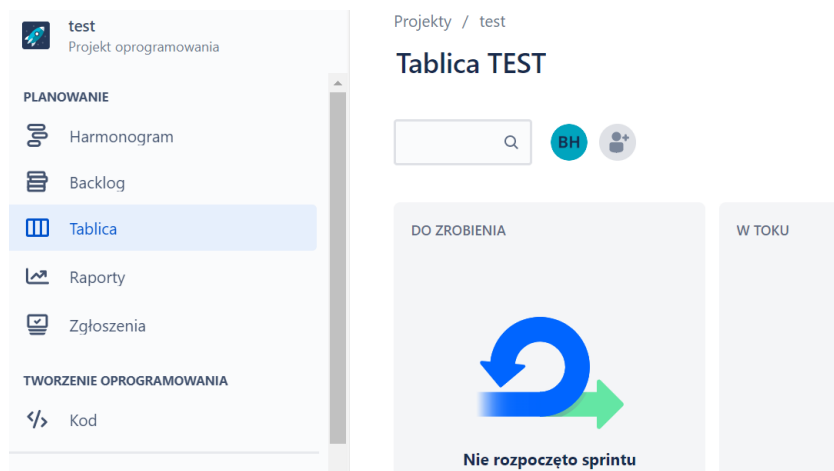 test
Projekt oprogramowania
PLANOWANIE
Harmonogram
Backlog
Tablica
Raporty
Zgłoszenia
TWORZENIE OPROGRAMOWANIA
Kod
Projekty / test
Tablica TEST
BH
DO ZROBIENIA
W TOKU
Nie rozpoczęto sprintu